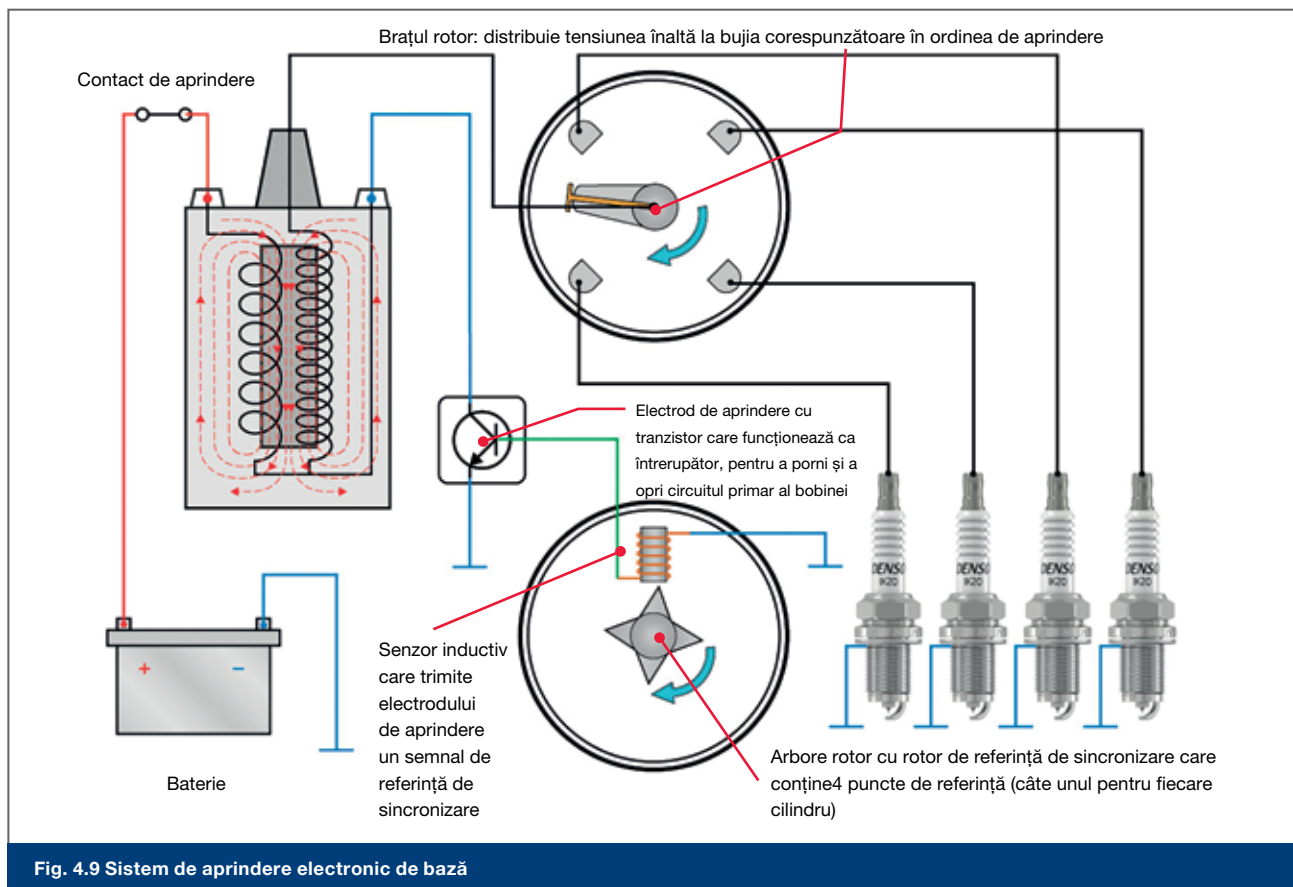 Brațul rotor: distribuie tensiunea înaltă la bujia corespunzătoare în ordinea de aprindere
Contact de aprindere
Electrod de aprindere cu
tranzistor care funcționează ca
întrerupător, pentru a porni și a
opri circuitul primar al bobinei
DENSO
IK20
DENSO
IK20
DENSO
IK20
DENSO
IK20
Senzor inductiv
care trimite
electrodului
de aprindere
un semnal de
referință de
sincronizare
+
−
Baterie
Arbore rotor cu rotor de referință de sincronizare care
conține4 puncte de referință (câte unul pentru fiecare
cilindru)
Fig. 4.9 Sistem de aprindere electronic de bază